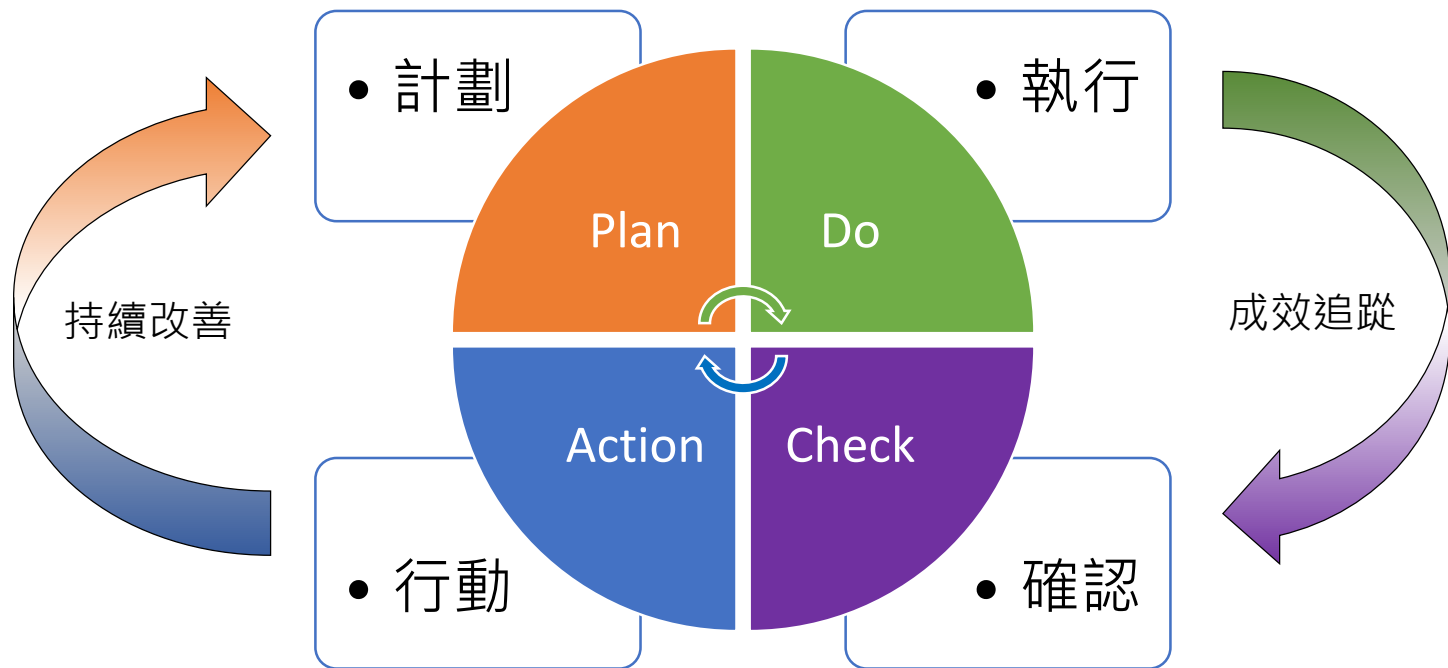 • 計劃
• 執行
Plan
Do
持續改善
成效追蹤
Action
Check
• 行動
• 確認